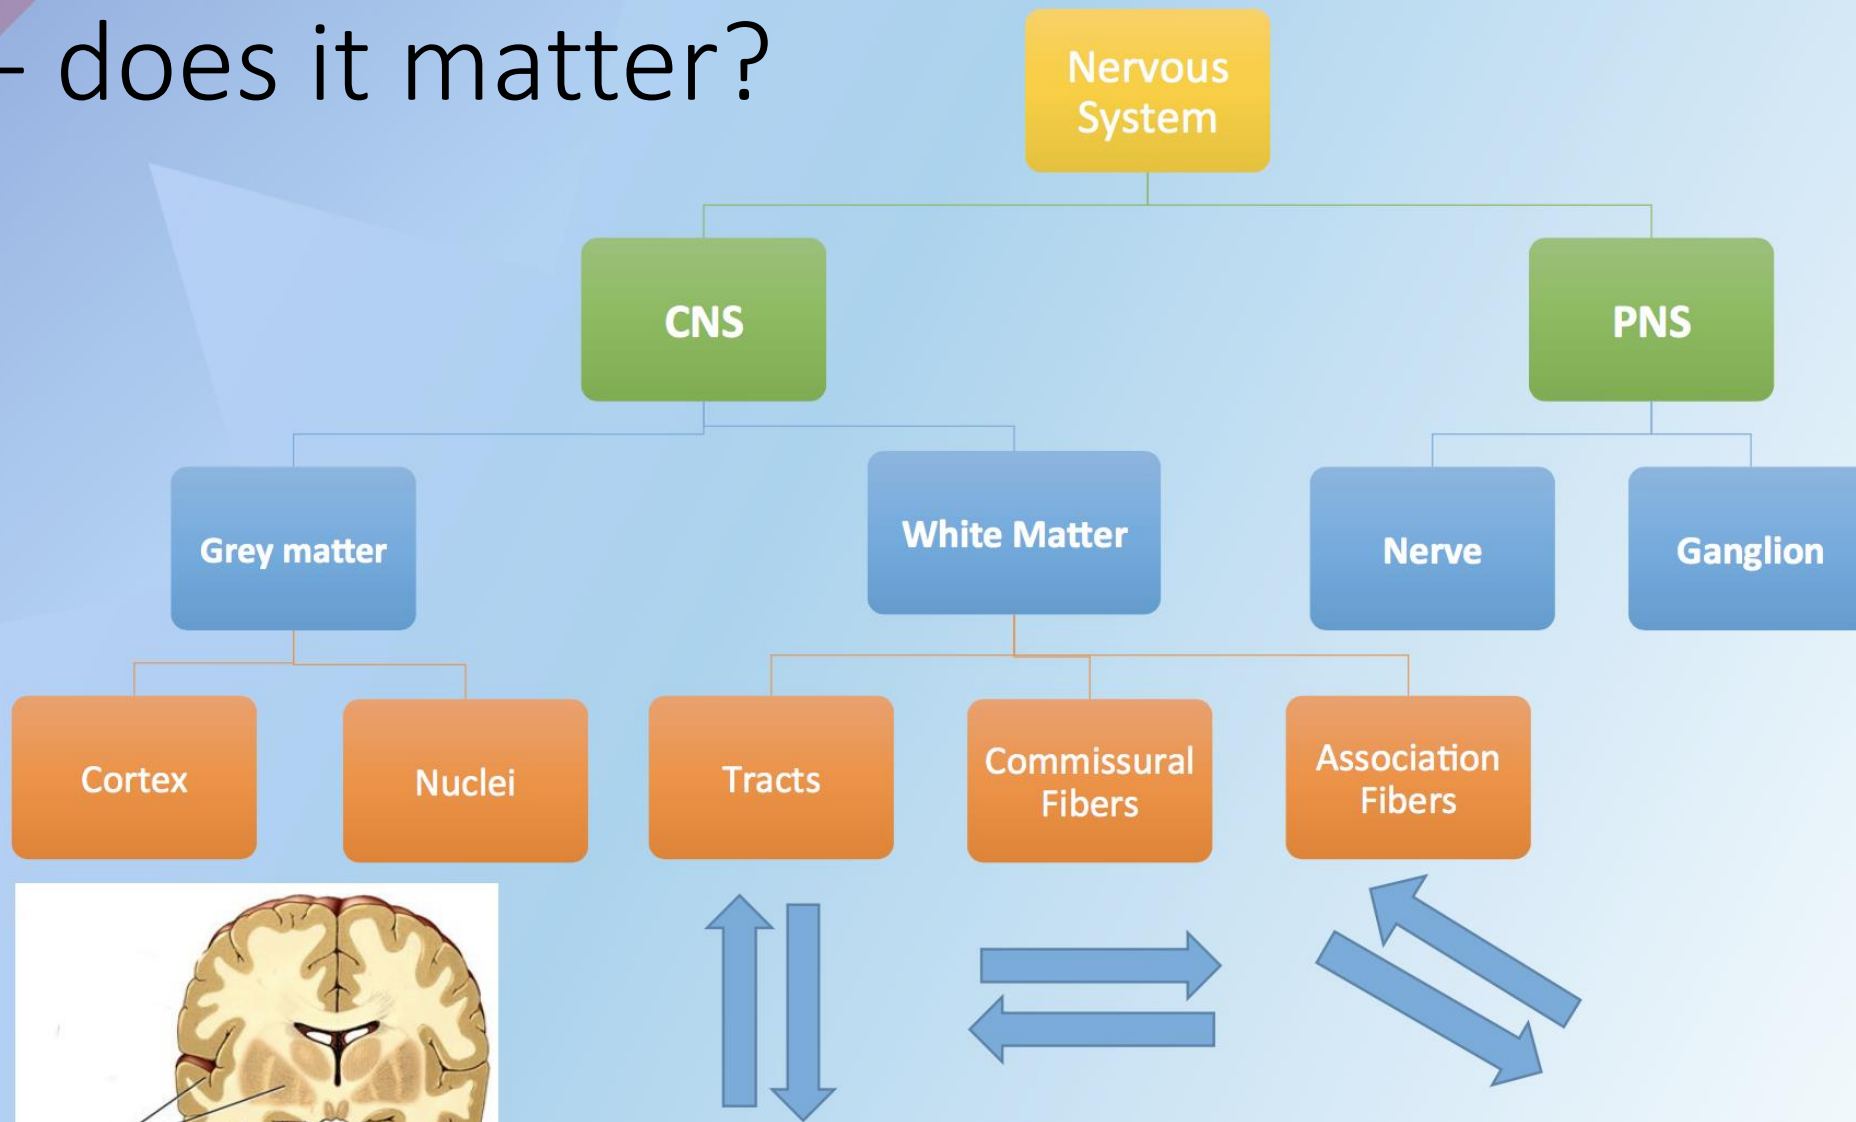 - does it matter?
Nervous
System
CNS
PNS
Grey matter
White Matter
Nerve
Ganglion
Cortex
Nuclei
Tracts
Commissural
Fibers
Association
Fibers